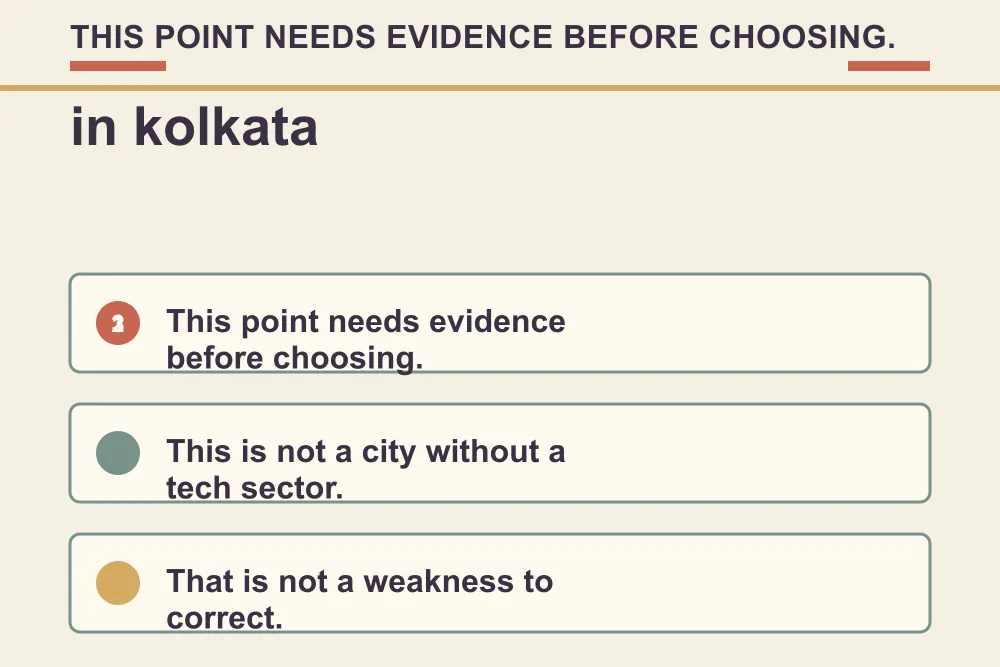 THIS POINT NEEDS EVIDENCE BEFORE CHOOSING.
in kolkata
This point needs evidence
before choosing.
This is not a city without a
tech sector.
That is not a weakness to
correct.